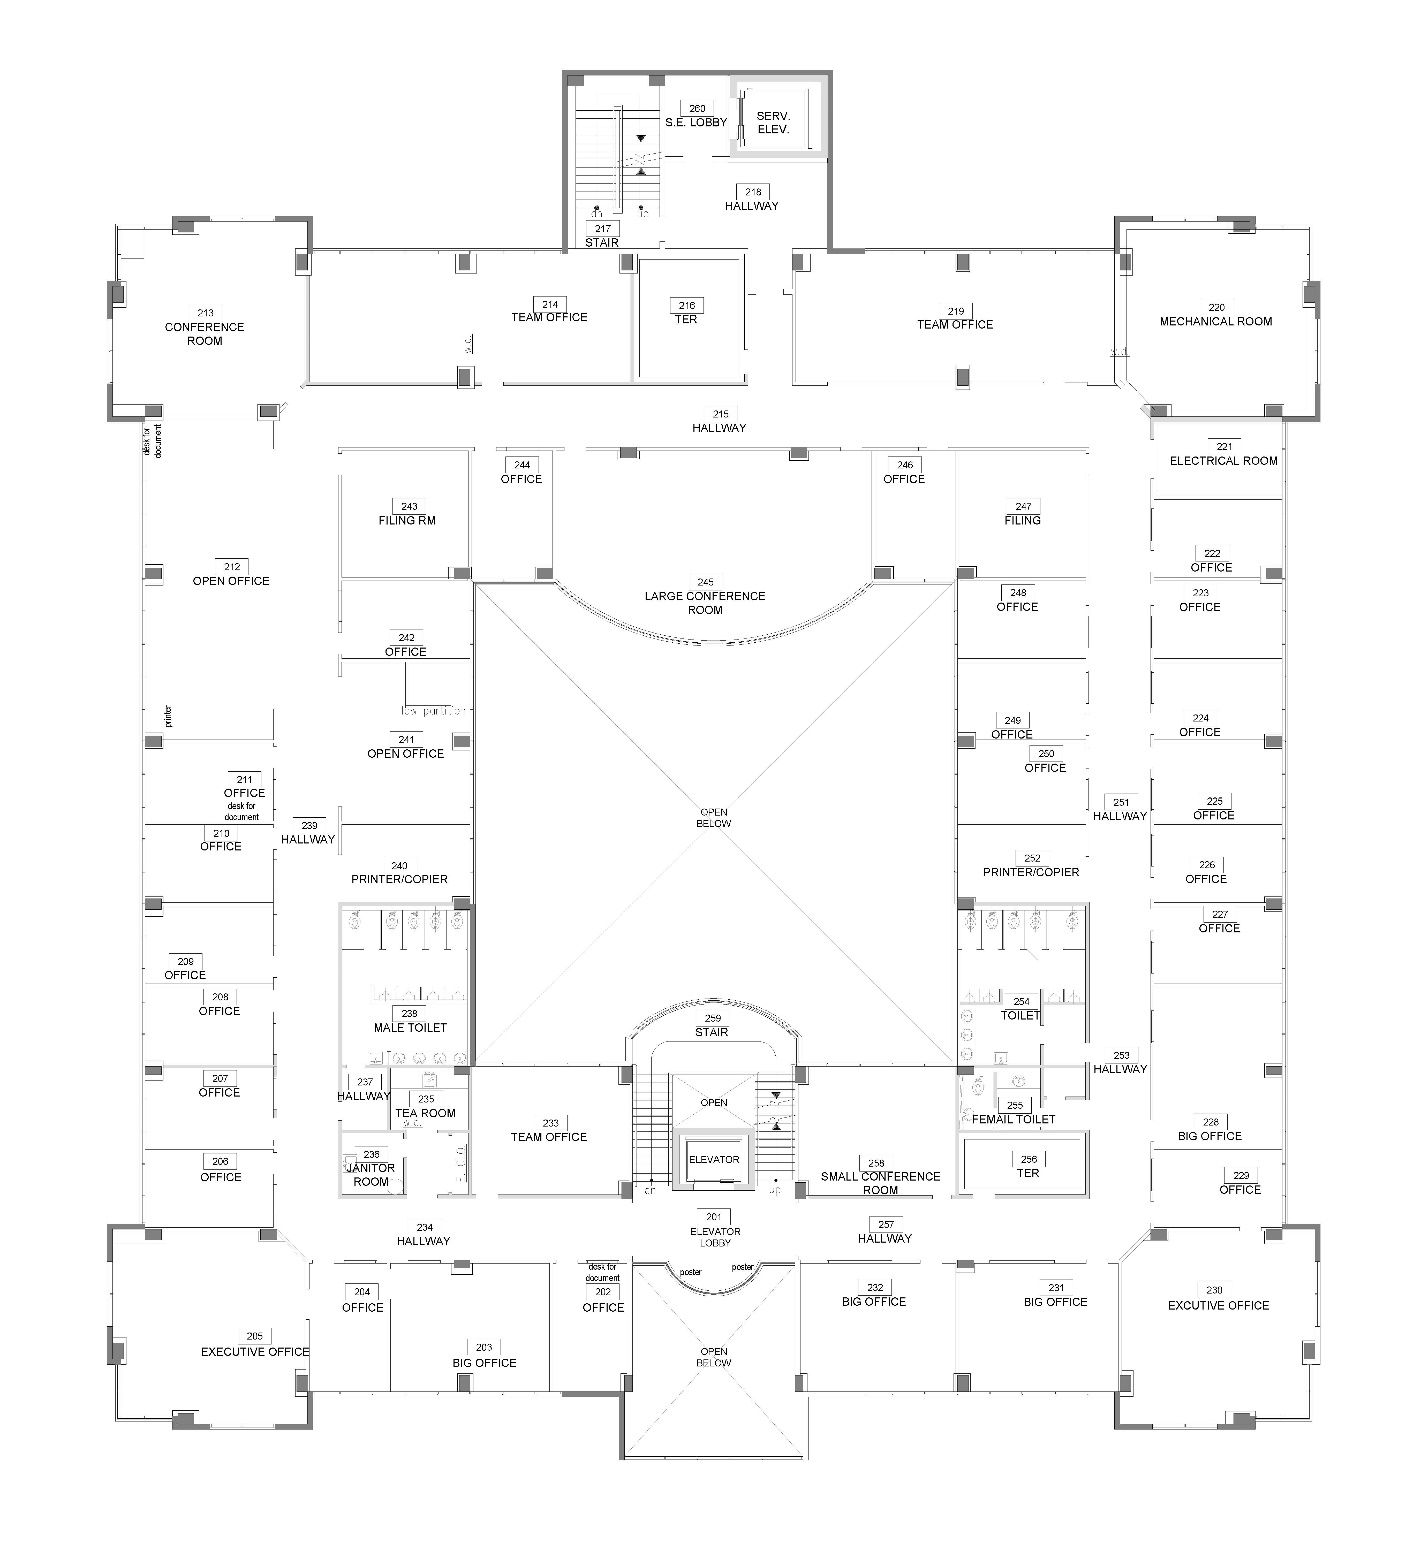 260
S.E. LOBBY
SERV.
ELEV.
218
HALLWAY
dn
up
217
STAIR
213
CONFERENCE
ROOM
214
TEAM OFFICE
216
TER
219
TEAM OFFICE
220
MECHANICAL ROOM
215
HALLWAY
desk for
document
221
ELECTRICAL ROOM
244
OFFICE
246
OFFICE
243
FILING RM
247
FILING
212
OPEN OFFICE
245
LARGE CONFERENCE
ROOM
222
OFFICE
248
OFFICE
223
OFFICE
242
OFFICE
low partition
printer
241
OPEN OFFICE
249
OFFICE
224
OFFICE
250
OFFICE
211
OFFICE
desk for
document
OPEN
BELOW
251
HALLWAY
225
OFFICE
210
OFFICE
239
HALLWAY
240
PRINTER/COPIER
252
PRINTER/COPIER
226
OFFICE
227
OFFICE
209
OFFICE
208
OFFICE
238
MALE TOILET
259
STAIR
254
TOILET
253
HALLWAY
207
OFFICE
237
HALLWAY
235
TEA ROOM
233
TEAM OFFICE
OPEN
255
FEMAIL TOILET
228
BIG OFFICE
206
OFFICE
236
JANITOR
ROOM
ELEVATOR
258
SMALL CONFERENCE
ROOM
256
TER
229
OFFICE
dn
up
234
HALLWAY
201
ELEVATOR
LOBBY
257
HALLWAY
poster
poster
desk for
document
204
OFFICE
202
OFFICE
232
BIG OFFICE
231
BIG OFFICE
230
EXCUTIVE OFFICE
205
EXECUTIVE OFFICE
203
BIG OFFICE
OPEN
BELOW